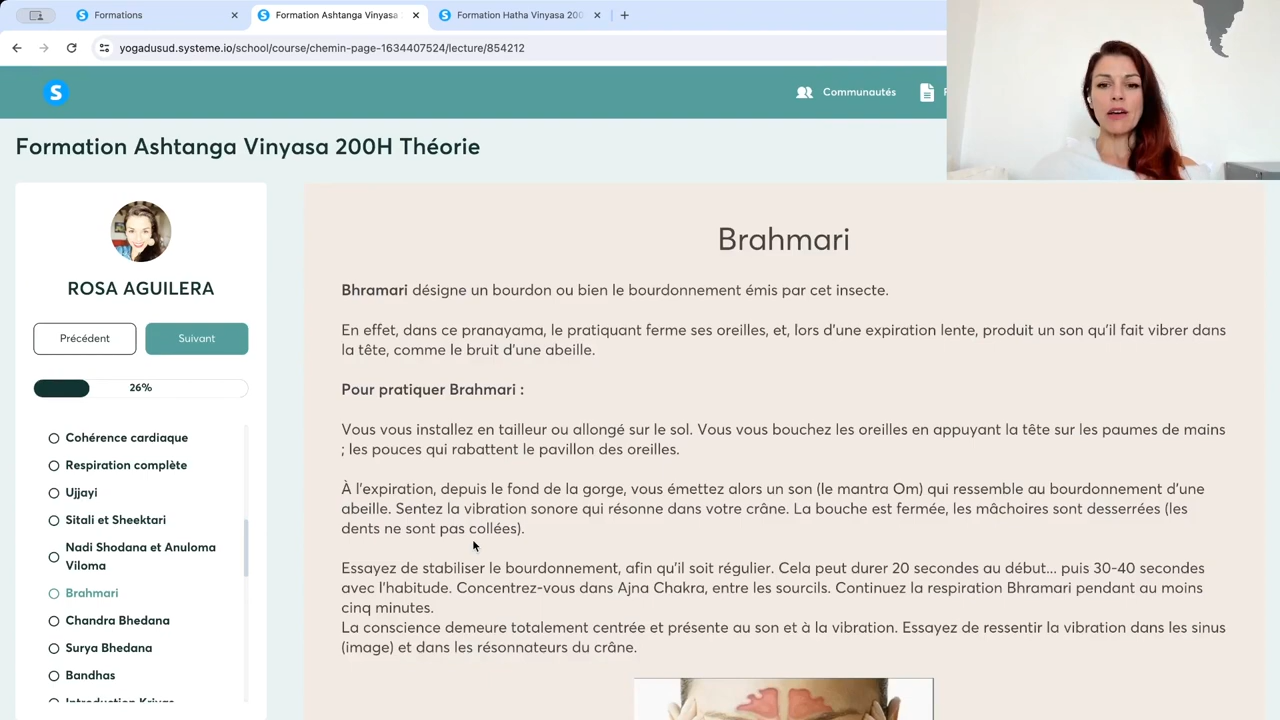 Formations
Formation Ashtanga Vinyasa
Formation Hatha Vinyasa 200
yogadusud.systeme.io/school/course/chemin-page-1634407524/lecture/854212
S
Communautés
Formation Ashtanga Vinyasa 200H Théorie
ROSA AGUILERA
Précédent
Suivant
26%
Cohérence cardiaque
Respiration complète
Ujjayi
Sitali et Sheektari
Nadi Shodana et Anuloma
Viloma
Brahmari
Chandra Bhedana
Surya Bhedana
Bandhas
Introduction Kriyas
Brahmari
Bhramari désigne un bourdon ou bien le bourdonnement émis par cet insecte.
En effet, dans ce pranayama, le pratiquant ferme ses oreilles, et, lors d'une expiration lente, produit un son qu'il fait vibrer dans
la tête, comme le bruit d'une abeille.
Pour pratiquer Brahmari :
Vous vous installez en tailleur ou allongé sur le sol. Vous vous bouchez les oreilles en appuyant la tête sur les paumes de mains
; les pouces qui rabattent le pavillon des oreilles.
À l'expiration, depuis le fond de la gorge, vous émettez alors un son (le mantra Om) qui ressemble au bourdonnement d'une
abeille. Sentez la vibration sonore qui résonne dans votre crâne. La bouche est fermée, les mâchoires sont desserrées (les
dents ne sont pas collées).
Essayez de stabiliser le bourdonnement, afin qu'il soit régulier. Cela peut durer 20 secondes au début... puis 30-40 secondes
avec l'habitude. Concentrez-vous dans Ajna Chakra, entre les sourcils. Continuez la respiration Bhramari pendant au moins
cinq minutes.
La conscience demeure totalement centrée et présente au son et à la vibration. Essayez de ressentir la vibration dans les sinus
(image) et dans les résonnateurs du crâne.